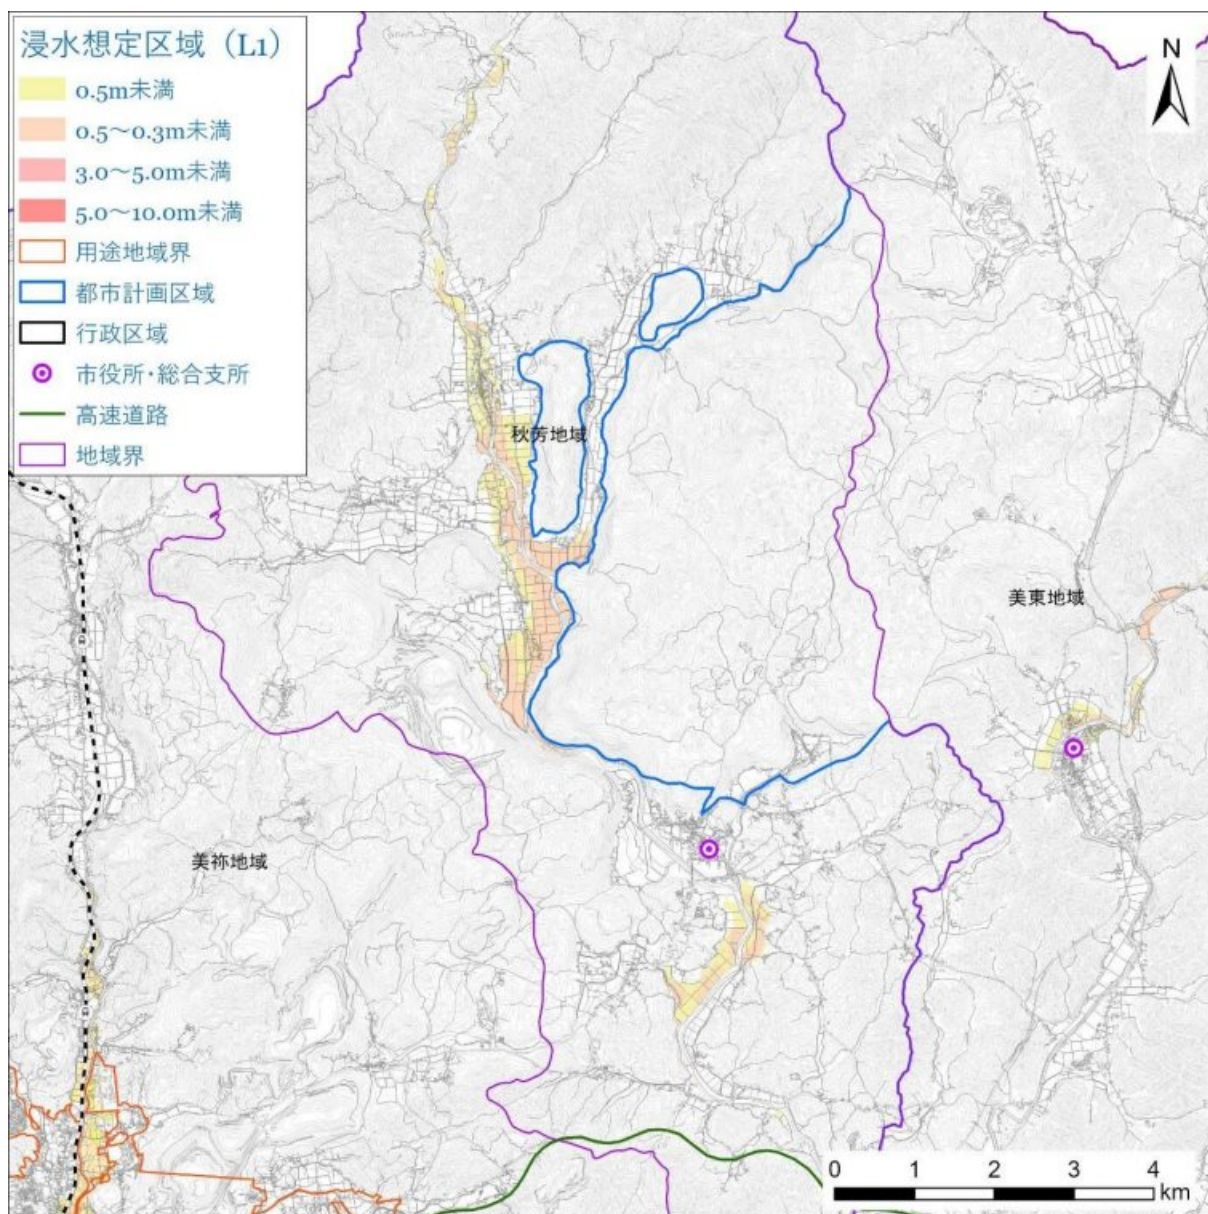 浸水想定区域（L1）
0.5m未満
0.5～0.3m未満
3.0～5.0m未満
5.0～10.0m未満
用途地域界
都市計画区域
行政区域
市役所・総合支所
高速道路
地域界
N
秋芳地域
美東地域
美祢地域
0 1 2 3 4
km